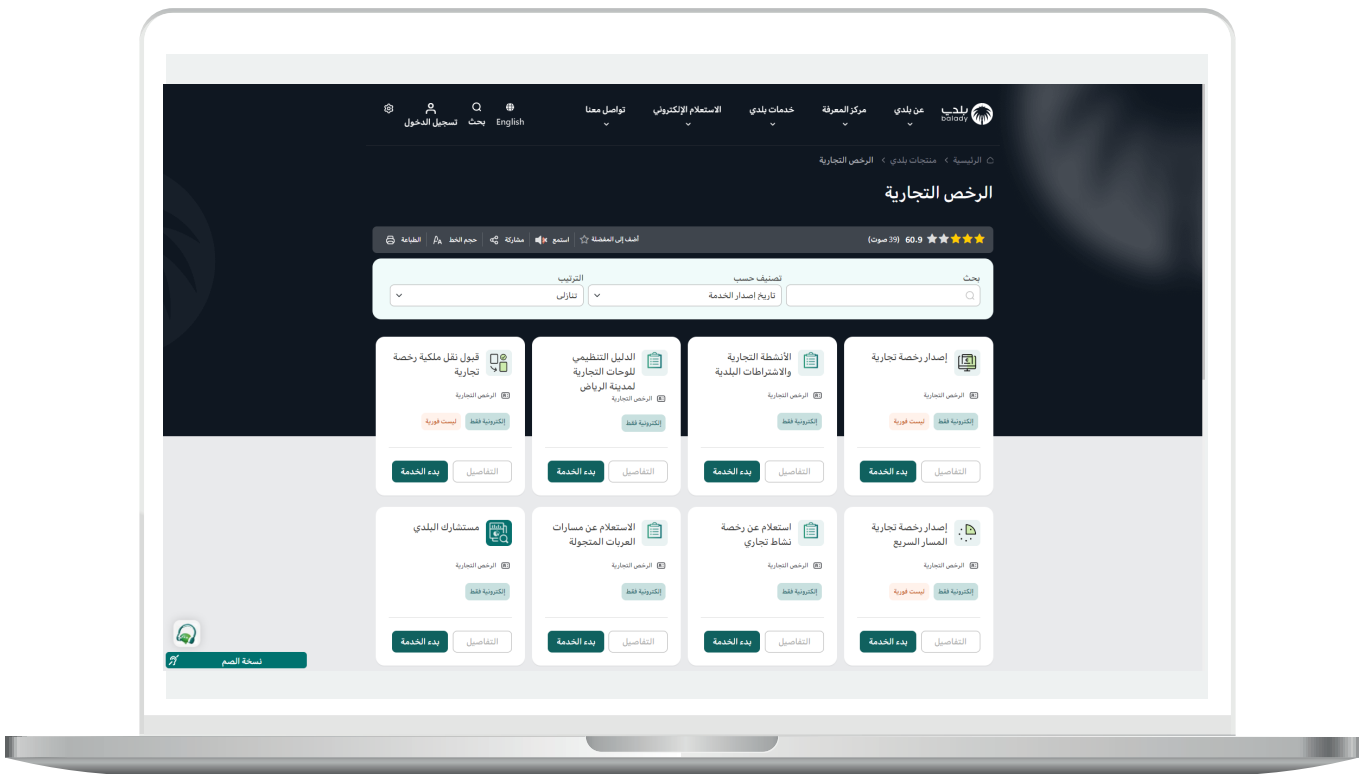 بلدي
balady
عن بلدي
مركز المعرفة
خدمات بلدي
الاستعلام الإلكتروني
تواصل معنا
English
بحث
تسجيل الدخول
الرئيسية > منتجات بلدي > الرخص التجارية
الرخص التجارية
60.9 (39 صوت)
أضف إلى المفضلة
استمع
مشاركة
حجم الخط
الطباعة
بحث
تصنيف حسب
تاريخ إصدار الخدمة
الترتيب
تنازلى
إصدار رخصة تجارية
الرخص التجارية
إلكترونية فقط
ليست فورية
التفاصيل
بدء الخدمة
الأنشطة التجارية
والاشتراطات البلدية
الرخص التجارية
إلكترونية فقط
التفاصيل
بدء الخدمة
الدليل التنظيمي
للوحات التجارية
لمدينة الرياض
الرخص التجارية
إلكترونية فقط
التفاصيل
بدء الخدمة
قبول نقل ملكية رخصة
تجارية
الرخص التجارية
إلكترونية فقط
ليست فورية
التفاصيل
بدء الخدمة
إصدار رخصة تجارية
المسار السريع
الرخص التجارية
إلكترونية فقط
ليست فورية
التفاصيل
بدء الخدمة
استعلام عن رخصة
نشاط تجاري
الرخص التجارية
إلكترونية فقط
التفاصيل
بدء الخدمة
الاستعلام عن مسارات
العربات المتجولة
الرخص التجارية
إلكترونية فقط
التفاصيل
بدء الخدمة
مستشارك البلدي
الرخص التجارية
إلكترونية فقط
التفاصيل
بدء الخدمة
نسخة الصم